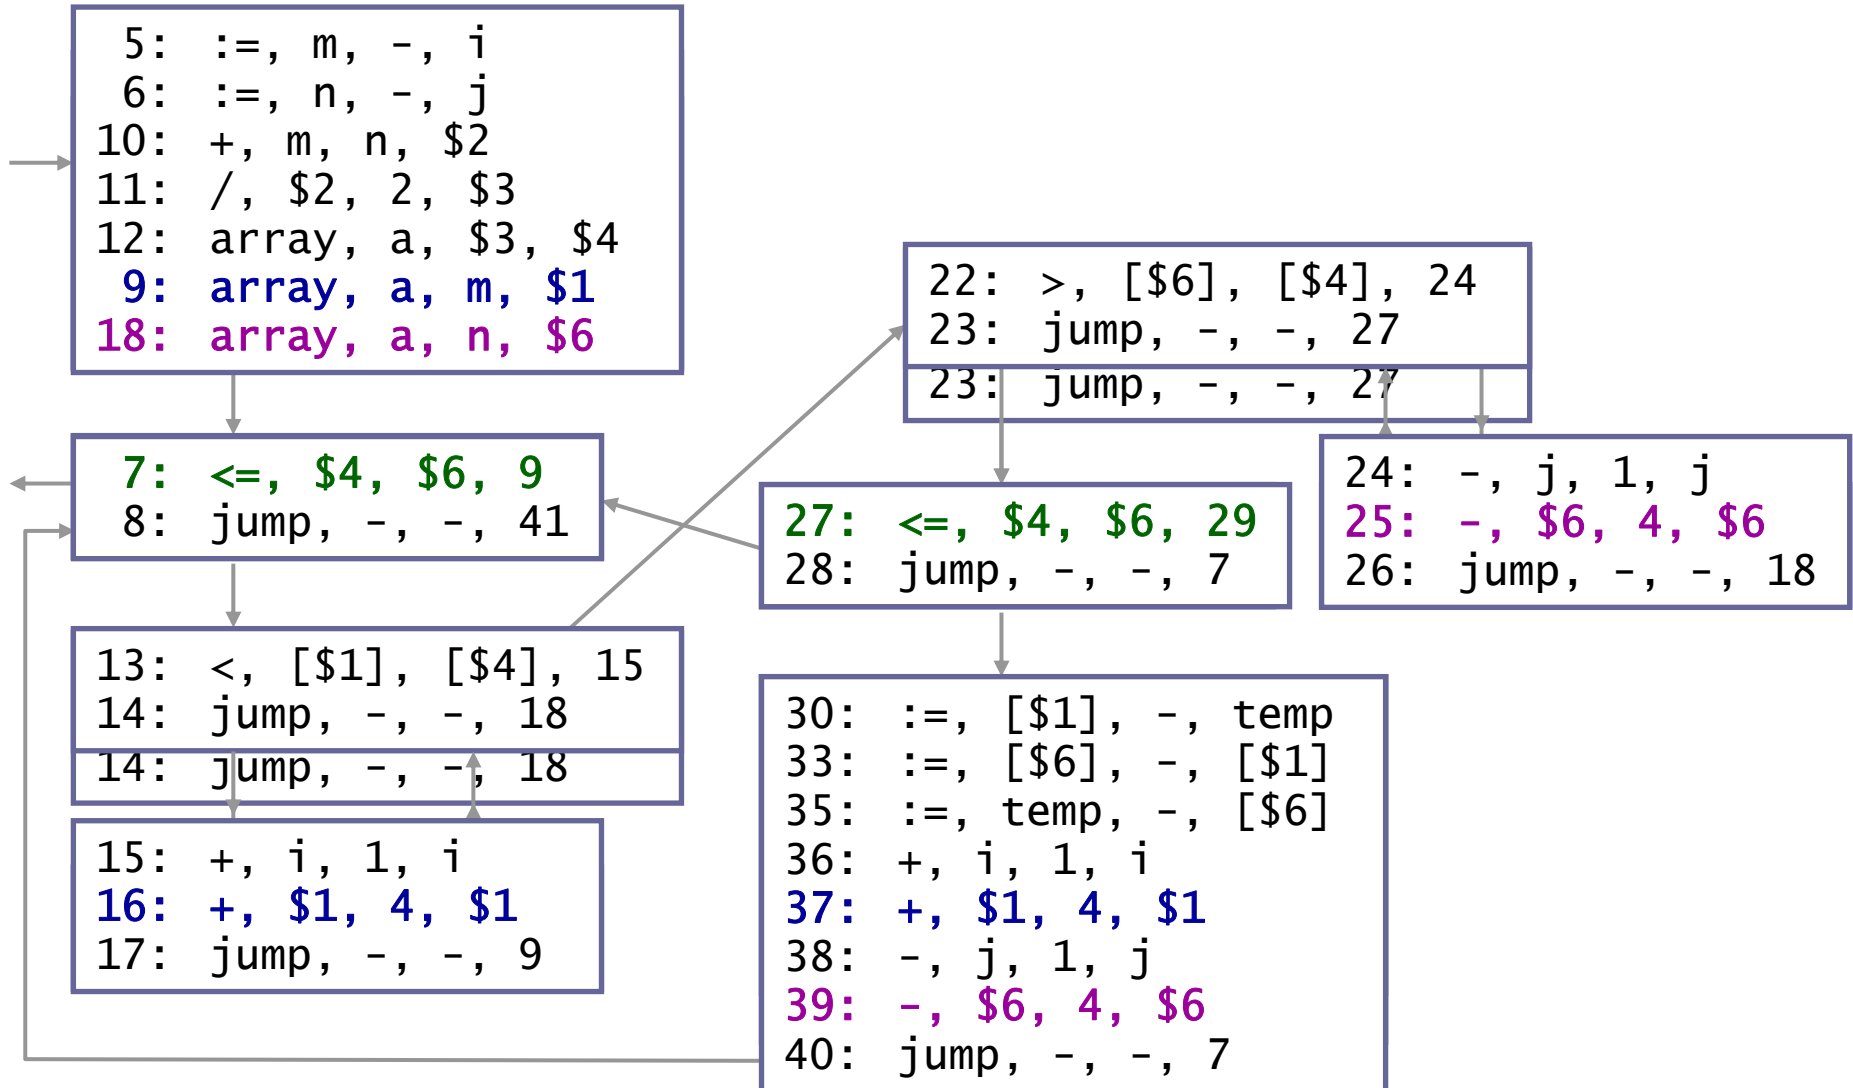 5: :=, m, -, i
6: :=, n, -, j
10: +, m, n, $2
11: /, $2, 2, $3
12: array, a, $3, $4
9: array, a, m, $1
18: array, a, n, $6
7: <=, $4, $6, 9
8: jump, -, -, 41
13: <, [$1], [$4], 15
14: jump, -, -, 18
14: jump, -, -, 18
15: +, i, 1, i
16: +, $1, 4, $1
17: jump, -, -, 9
22: >, [$6], [$4], 24
23: jump, -, -, 27
23: jump, -, -, 27
24: -, j, 1, j
25: -, $6, 4, $6
26: jump, -, -, 18
27: <=, $4, $6, 29
28: jump, -, -, 7
30: :=, [$1], -, temp
33: :=, [$6], -, [$1]
35: :=, temp, -, [$6]
36: +, i, 1, i
37: +, $1, 4, $1
38: -, j, 1, j
39: -, $6, 4, $6
40: jump, -, -, 7